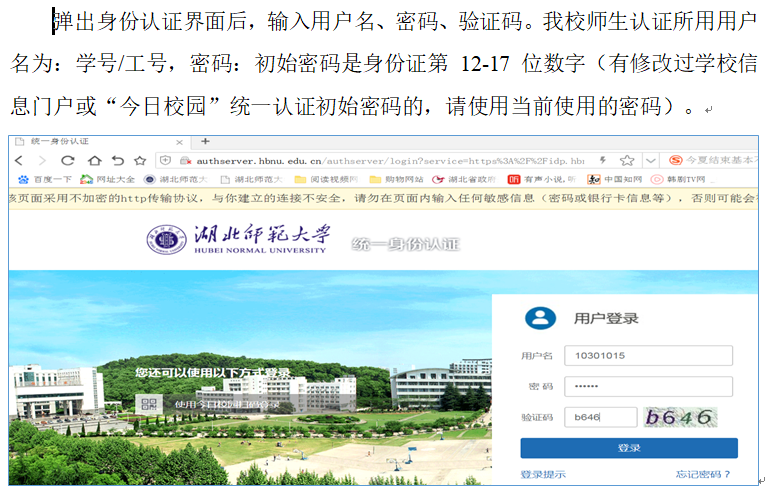 弹出身份认证界面后，输入用户名、密码、验证码。我校师生认证所用用户
名为：学号/工号，密码：初始密码是身份证第 12-17 位数字（有修改过学校信
息门户或“今日校园”统一认证初始密码的，请使用当前使用的密码）。
统一身份认证
authserver.hbnu.edu.cn/authserver/login?service=https%3A%2F%2Fidp.hbn
今夏结束基本
百度一下 网址大全 湖北师范大 湖北师范大 阅读视频网 购物网站 湖北省政府 有声小说,听 中国知网 韩剧TV网
该页面采用不加密的http传输协议，与你建立的连接不安全，请勿在页面内输入任何敏感信息（密码或银行卡信息等），否则可能会
湖北师范大学
HUBEI NORMAL UNIVERSITY
统一身份认证
用户登录
用户名 10301015
您还可以使用以下方式登录
密 码 ••••••
使用今日校园扫码登录
验证码 b646 b646
登录
登录提示 忘记密码？